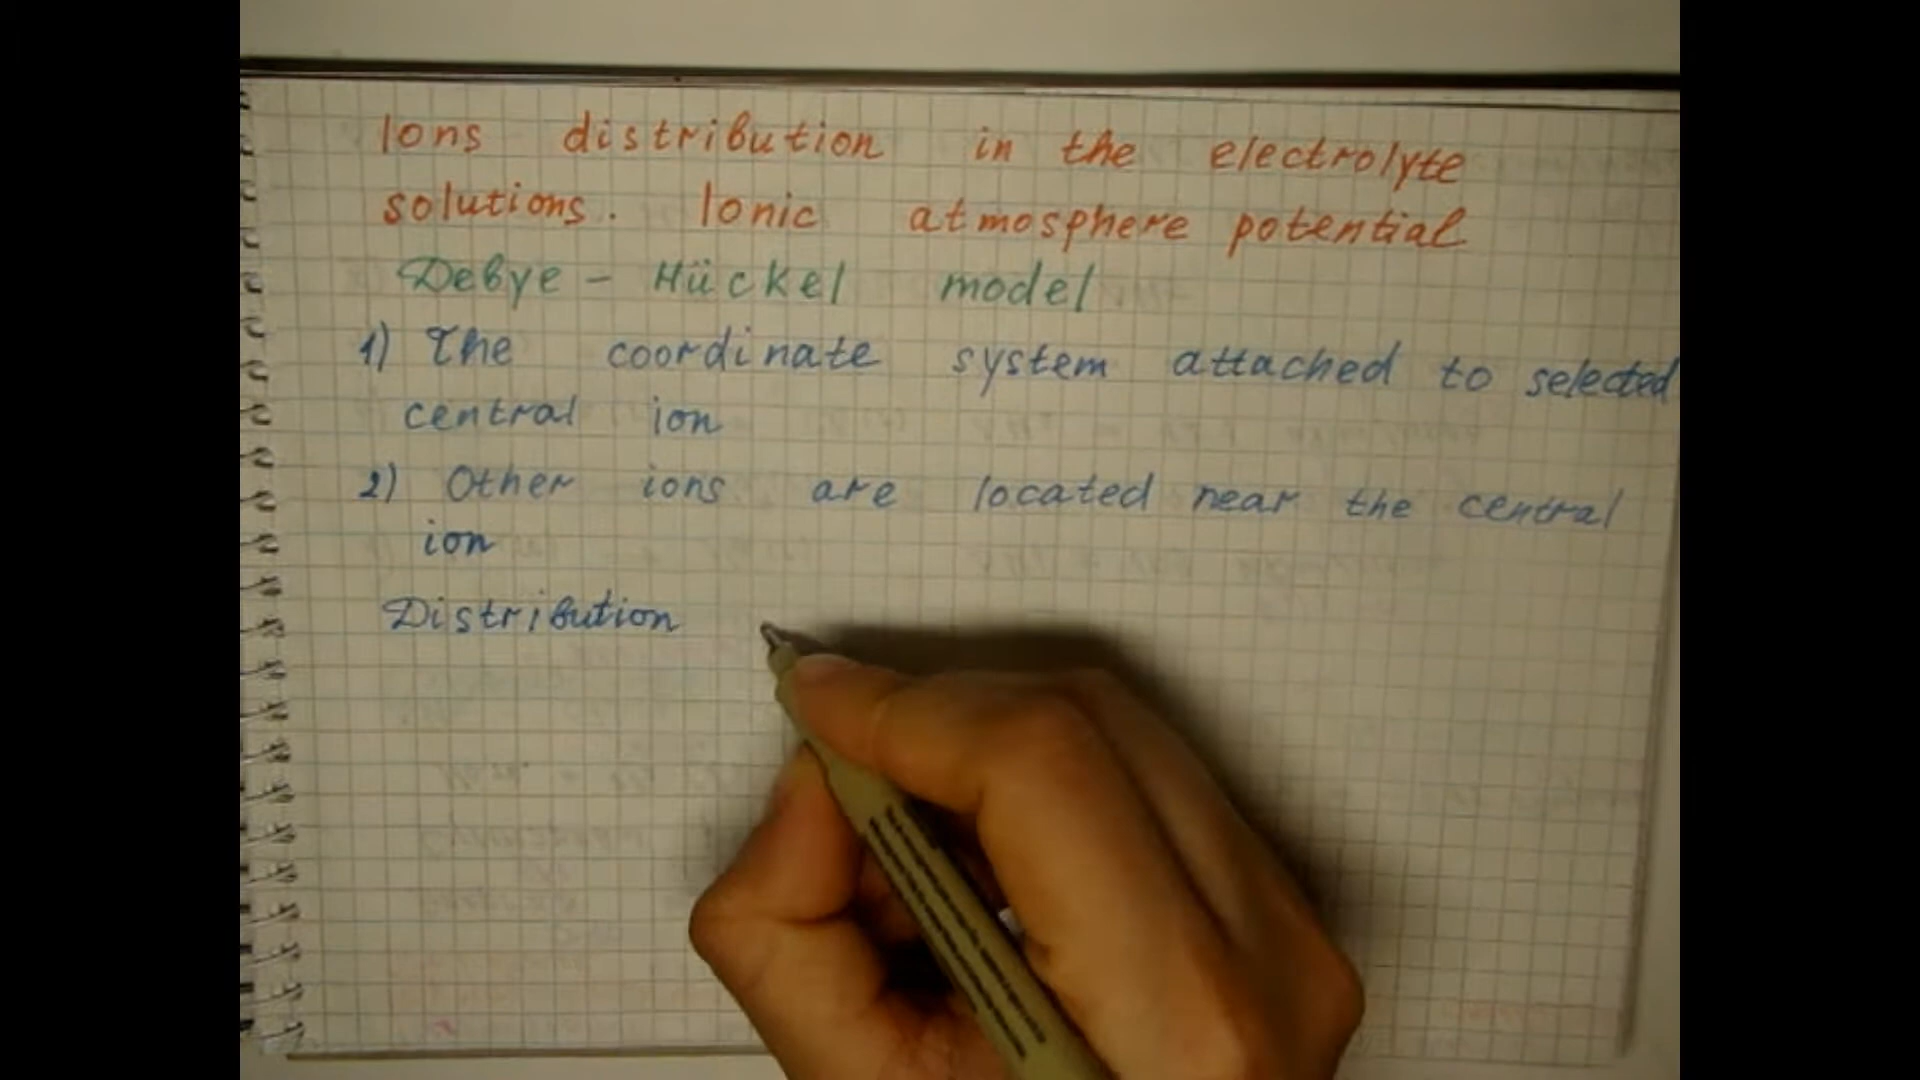 Ions distribution in the electrolyte
solutions. Ionic atmosphere potential
Debye - Hückel model
1) The coordinate system attached to selected
central ion
2) Other ions are located near the central
ion
Distribution